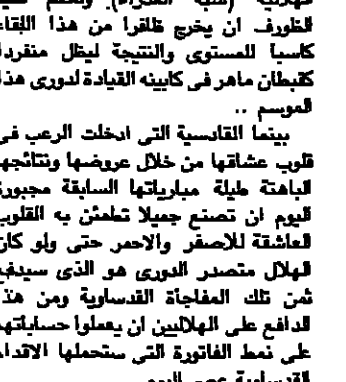 الظروف ان يخرج ظافرا من هذا اللقاء
كاسبا للمستوى والنتيجة ليظل منفردا
كقبطان ماهر فى كابينه القيادة لدورى هذا
الموسم ..
بينما القادسية التى ادخلت الرعب فى
قلوب عشاقها من خلال عروضها ونتائجها
الباهتة طيلة مبارياتها السابقة مجبورة
اليوم ان تصنع جميلا تطمئن به القلوب
العاشقة للاصفر والاحمر حتى ولو كان
الهلال متصدر الدورى هو الذى سيدفع
ثمن تلك المفاجأة القدساوية ومن هذا
الدافع على الهلاليين ان يعملوا حساباتهم
على نمط الفاتورة التى ستحملها الاقدام
القدساوية عصر اليوم